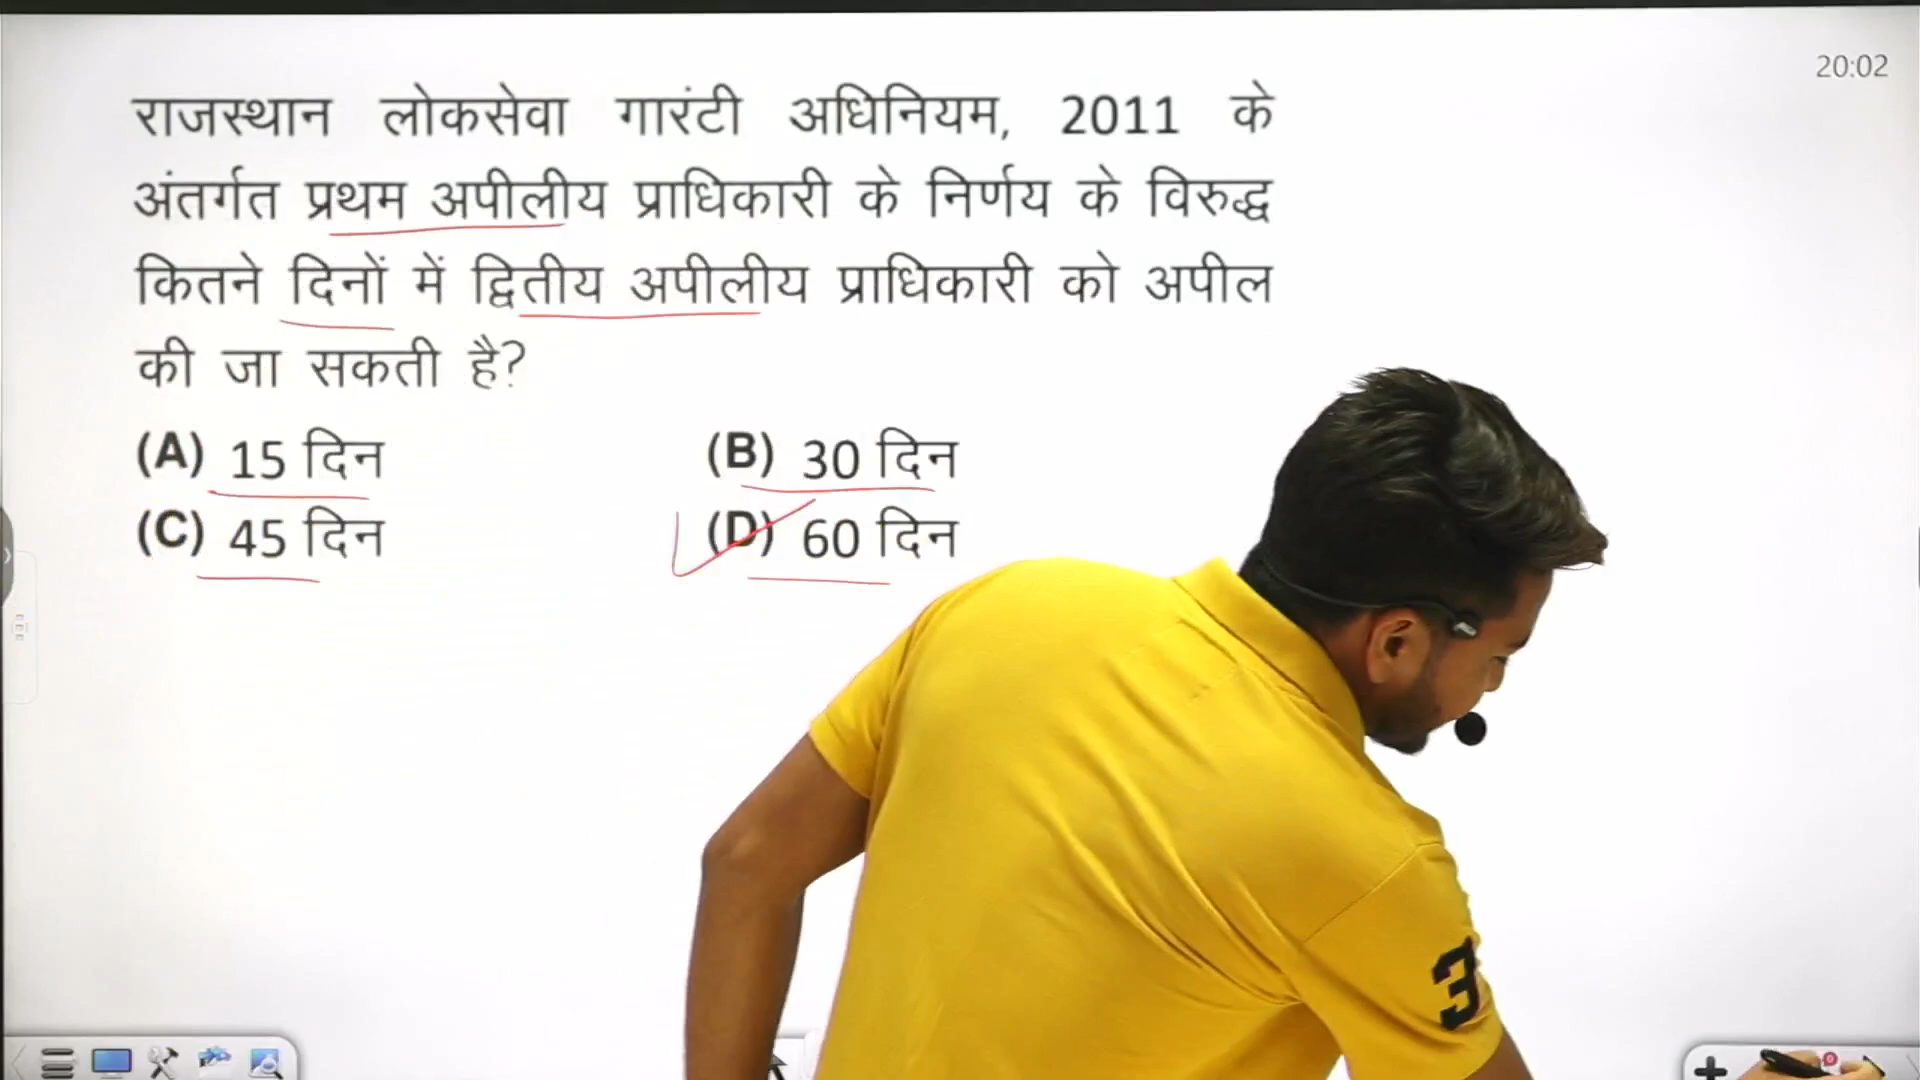 20:02
राजस्थान लोकसेवा गारंटी अधिनियम, 2011 के
अंतर्गत प्रथम अपीलीय प्राधिकारी के निर्णय के विरुद्ध
कितने दिनों में द्वितीय अपीलीय प्राधिकारी को अपील
की जा सकती है?
(A) 15 दिन
(B) 30 दिन
(C) 45 दिन
(D) 60 दिन
3